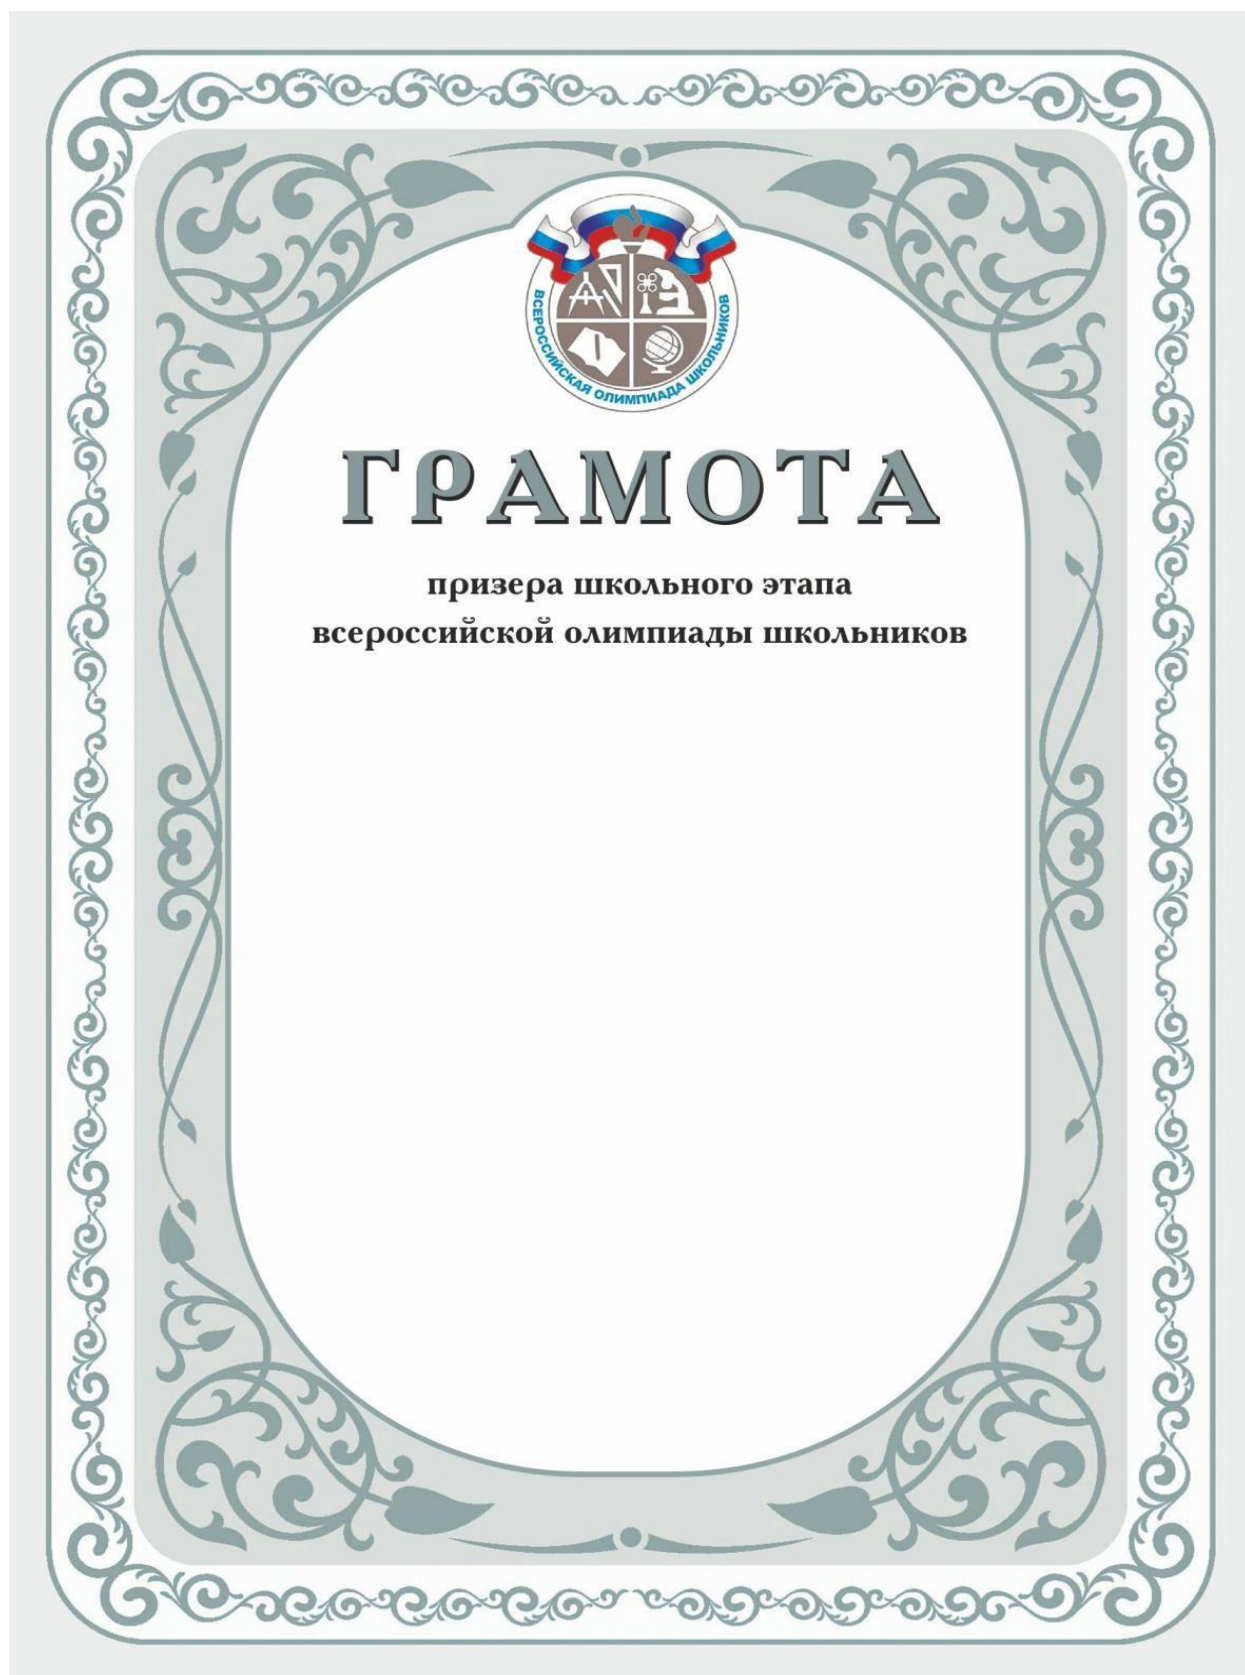 ВСЕРОССИЙСКАЯ ОЛИМПИАДА ШКОЛЬНИКОВ
ГРАМОТА
призера школьного этапа
всероссийской олимпиады школьников